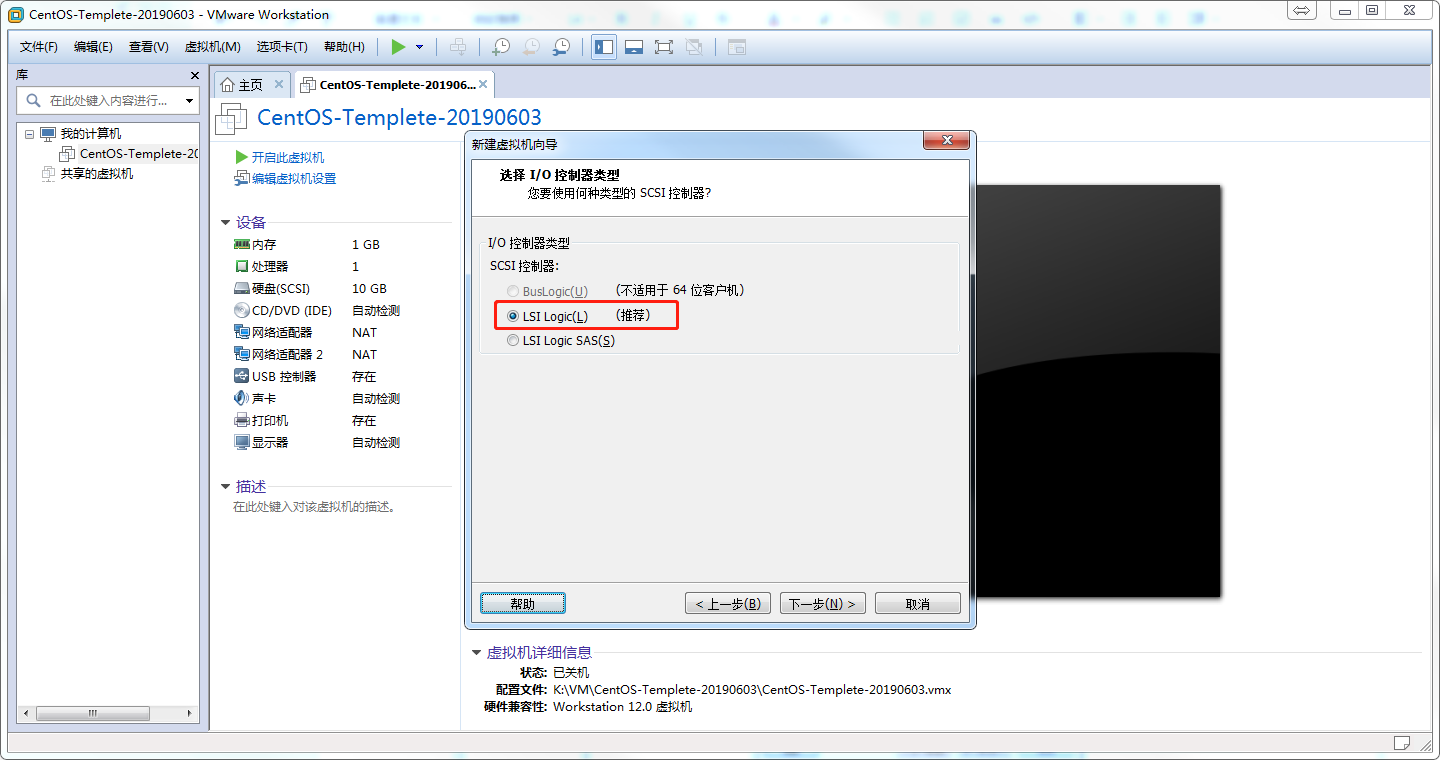 CentOS-Templete-20190603 - VMware Workstation
文件(F) 编辑(E) 查看(V) 虚拟机(M) 选项卡(T) 帮助(H)
库
在此处键入内容进行...
我的计算机
CentOS-Templete-20
共享的虚拟机
主页 CentOS-Templete-201906...
CentOS-Templete-20190603
开启此虚拟机
编辑虚拟机设置
设备
内存 1 GB
处理器 1
硬盘(SCSI) 10 GB
CD/DVD (IDE) 自动检测
网络适配器 NAT
网络适配器 2 NAT
USB 控制器 存在
声卡 自动检测
打印机 存在
显示器 自动检测
描述
在此处键入对该虚拟机的描述。
新建虚拟机向导
选择 I/O 控制器类型
您要使用何种类型的 SCSI 控制器?
I/O 控制器类型
SCSI 控制器:
BusLogic(U) (不适用于 64 位客户机)
LSI Logic(L) (推荐)
LSI Logic SAS(S)
帮助 < 上一步(B) 下一步(N) > 取消
虚拟机详细信息
状态: 已关机
配置文件: K:\VM\CentOS-Templete-20190603\CentOS-Templete-20190603.vmx
硬件兼容性: Workstation 12.0 虚拟机